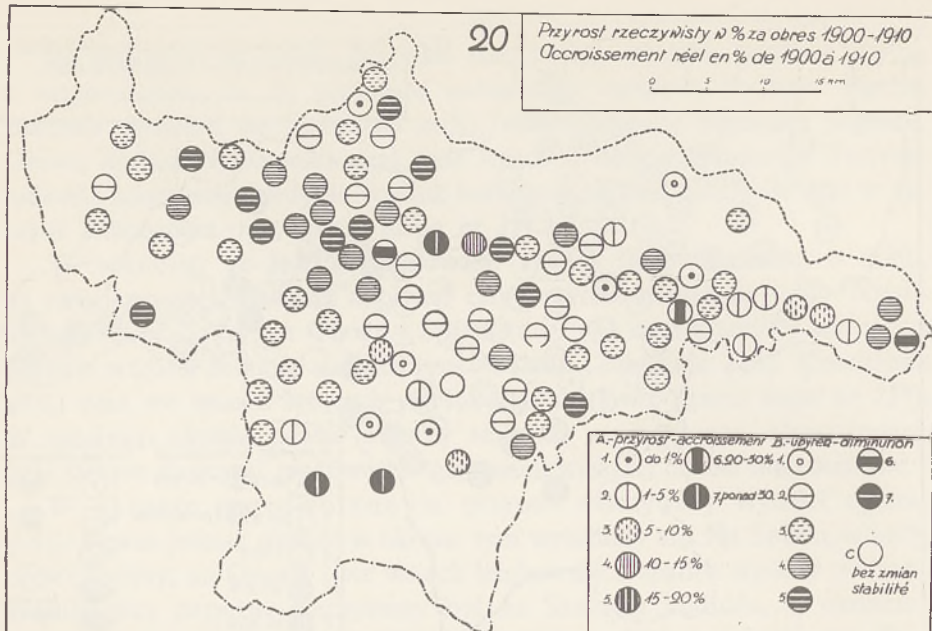 20
Przyrost rzeczywisty w % za obres 1900-1910
Accroissement réel en % de 1900 à 1910
0 5 10 15 km
A.-przyrost-accroissement B.-ubytek-diminution
1. do 1% 6. 20-30% 1. 6.
2. 1-5% 7. ponad 30. 2. 7.
3. 5-10% 3.
4. 10-15% 4.
5. 15-20% 5
C
bez zmian
stabilité